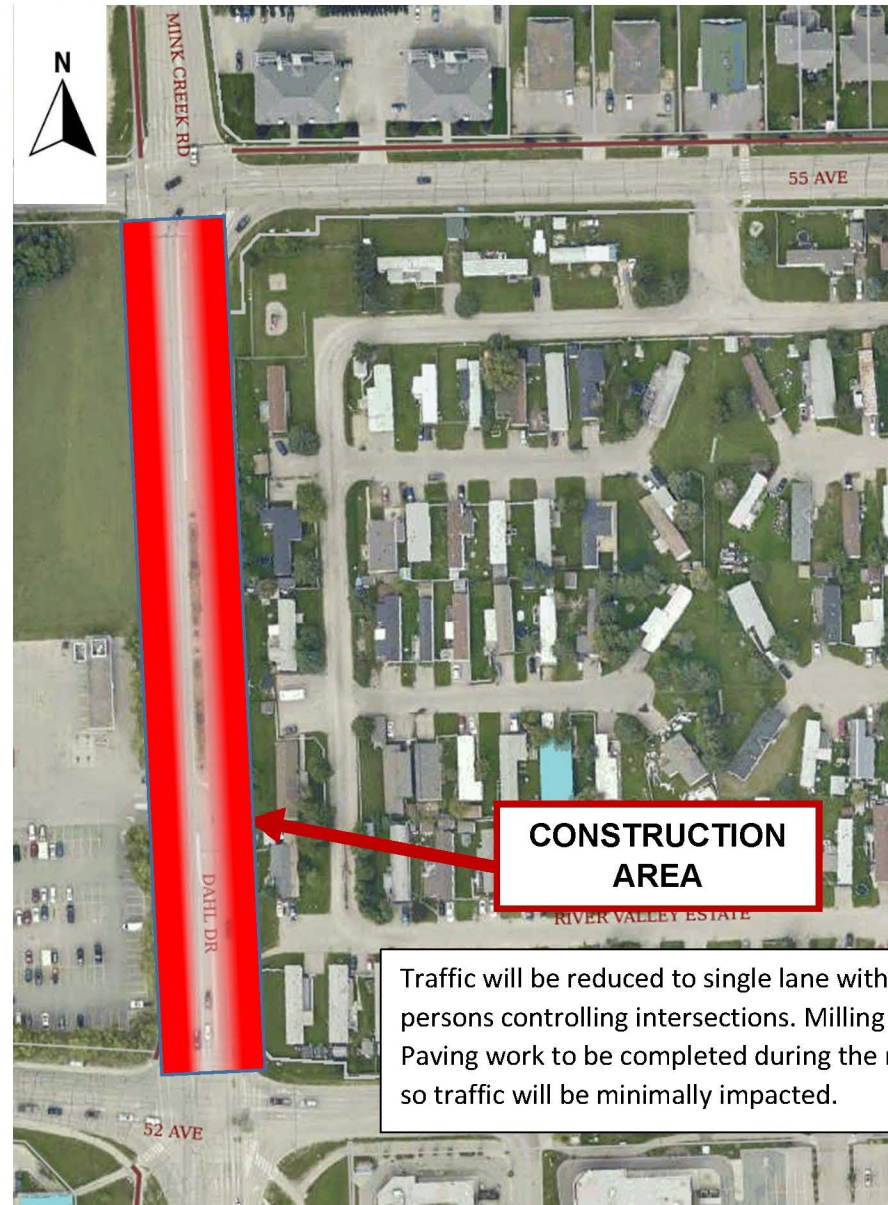 N
MINK CREEK RD
55 AVE
CONSTRUCTION
AREA
DAHL DR
RIVER VALLEY ESTATE
Traffic will be reduced to single lane with
persons controlling intersections. Milling
Paving work to be completed during the
so traffic will be minimally impacted.
52 AVE